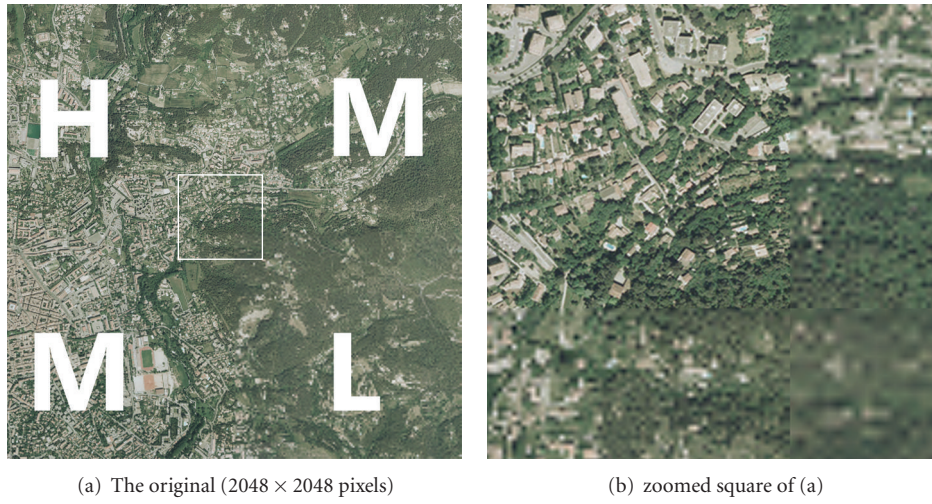 H M
M L
(a) The original (2048 × 2048 pixels)
(b) zoomed square of (a)